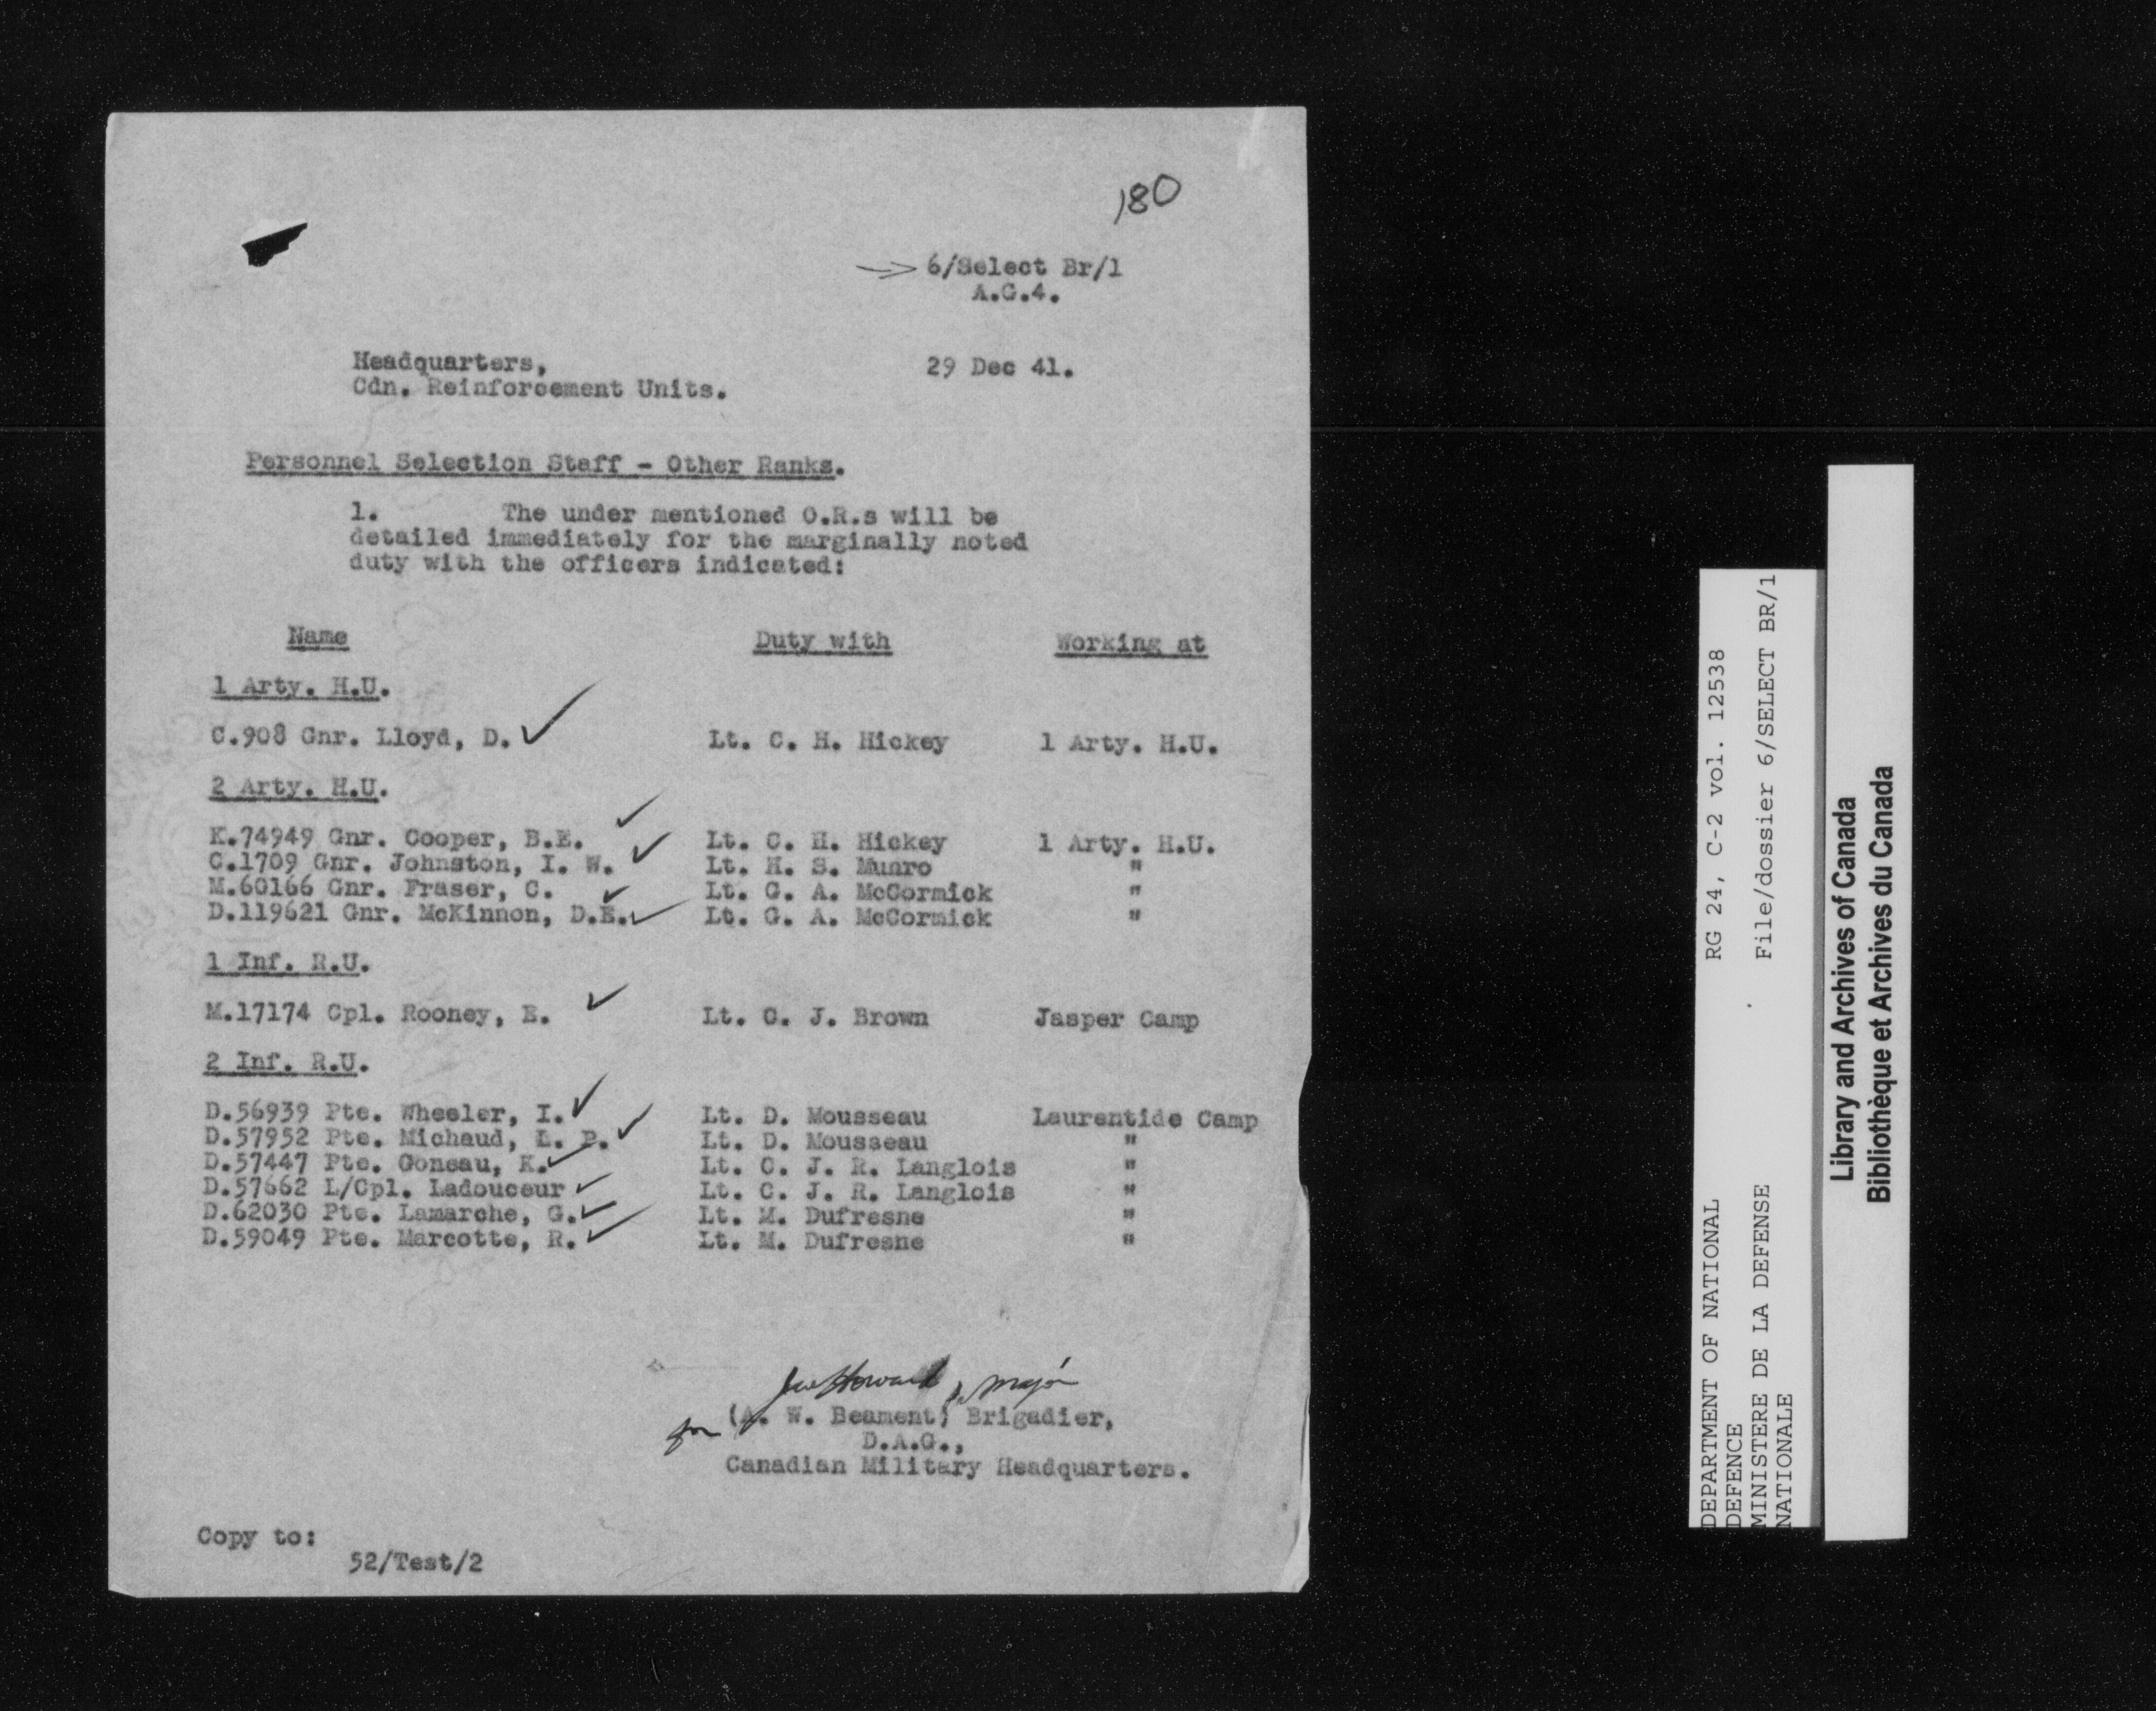 180
6/Select Br/1
A.G.4.
Headquarters,
Cdn. Reinforcement Units.
29 Dec 41.
Personnel Selection Staff - Other Ranks.
1. The under mentioned O.R.s will be
detailed immediately for the marginally noted
duty with the officers indicated:
Name Duty with Working at
1 Arty. H.U.
C.908 Gnr. Lloyd, D. Lt. C. H. Hickey 1 Arty. H.U.
2 Arty. H.U.
K.74949 Gnr. Cooper, B.E. Lt. C. H. Hickey 1 Arty. H.U.
C.1709 Gnr. Johnston, I. W. Lt. H. S. Munro "
M.60166 Gnr. Fraser, C. Lt. G. A. McCormick "
D.119621 Gnr. McKinnon, D.E. Lt. G. A. McCormick "
1 Inf. R.U.
M.17174 Cpl. Rooney, E. Lt. C. J. Brown Jasper Camp
2 Inf. R.U.
D.56939 Pte. Wheeler, I. Lt. D. Mousseau Laurentide Camp
D.57952 Pte. Michaud, L. P. Lt. D. Mousseau "
D.57447 Pte. Goneau, K. Lt. C. J. R. Langlois "
D.57662 L/Cpl. Ladouceur Lt. C. J. R. Langlois "
D.62030 Pte. Lamarche, G. Lt. M. Dufresne "
D.59049 Pte. Marcotte, R. Lt. M. Dufresne "
Howard Major
for (A. W. Beament) Brigadier,
D.A.G.,
Canadian Military Headquarters.
Copy to:
52/Test/2
DEPARTMENT OF NATIONAL RG 24, C-2 vol. 12538
DEFENCE
MINISTERE DE LA DEFENSE File/dossier 6/SELECT BR/1
NATIONALE
Library and Archives of Canada
Bibliothèque et Archives du Canada